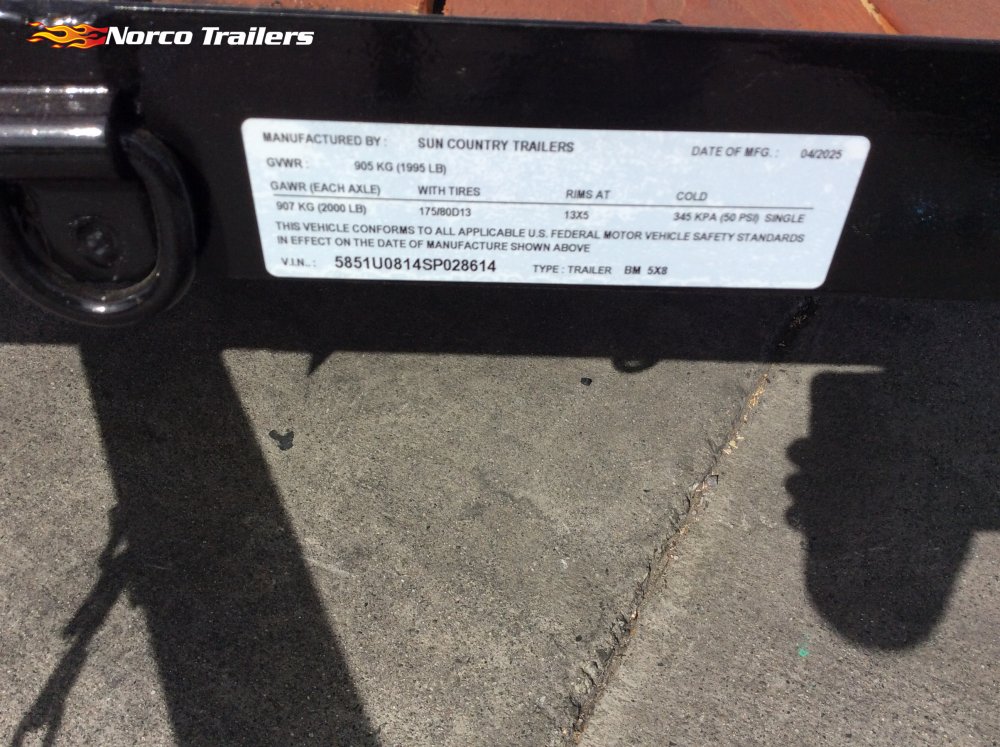 Norco Trailers
MANUFACTURED BY : SUN COUNTRY TRAILERS DATE OF MFG. : 04/2025
GVWR : 905 KG (1995 LB)
GAWR (EACH AXLE) WITH TIRES RIMS AT COLD
907 KG (2000 LB) 175/80D13 13X5 345 KPA (50 PSI) SINGLE
THIS VEHICLE CONFORMS TO ALL APPLICABLE U.S. FEDERAL MOTOR VEHICLE SAFETY STANDARDS
IN EFFECT ON THE DATE OF MANUFACTURE SHOWN ABOVE
V.I.N.. : 5851U0814SP028614 TYPE : TRAILER BM 5X8